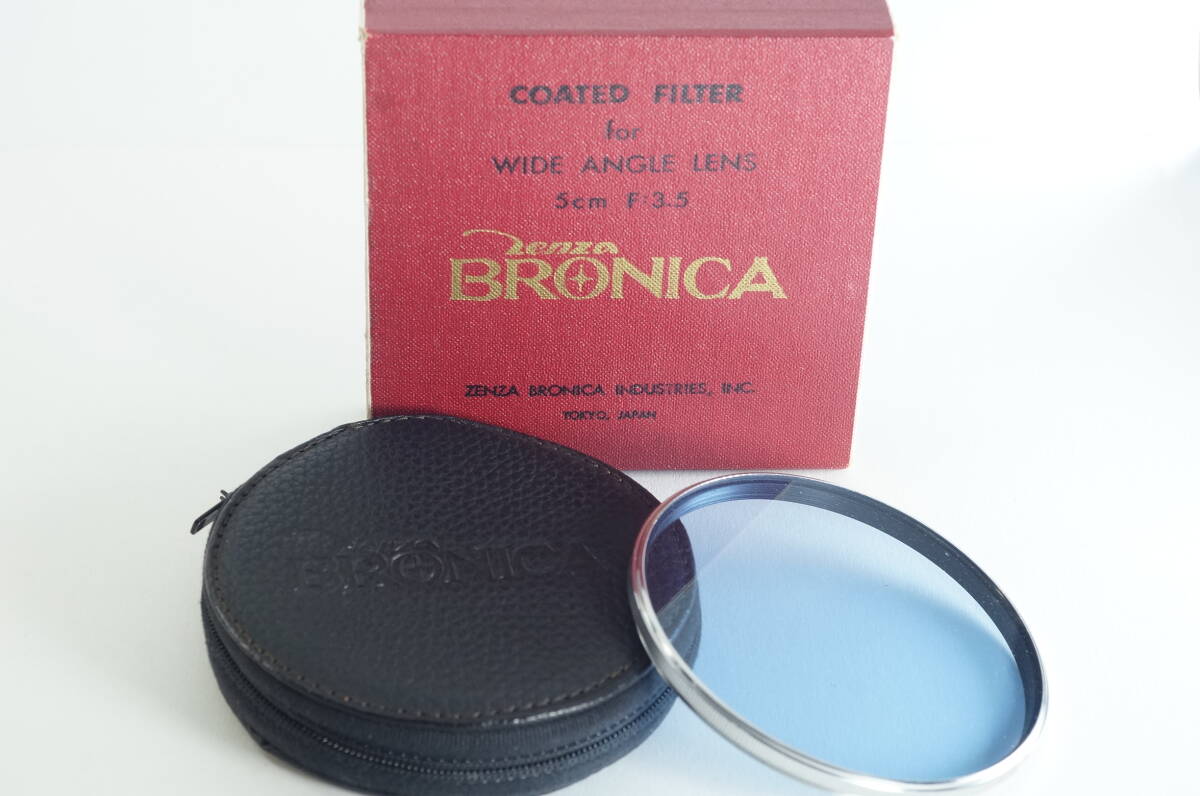 COATED FILTER
for
WIDE ANGLE LENS
5cm F:3.5
Zenza
BRONICA
ZENZA BRONICA INDUSTRIES, INC.
TOKYO, JAPAN
BRONICA